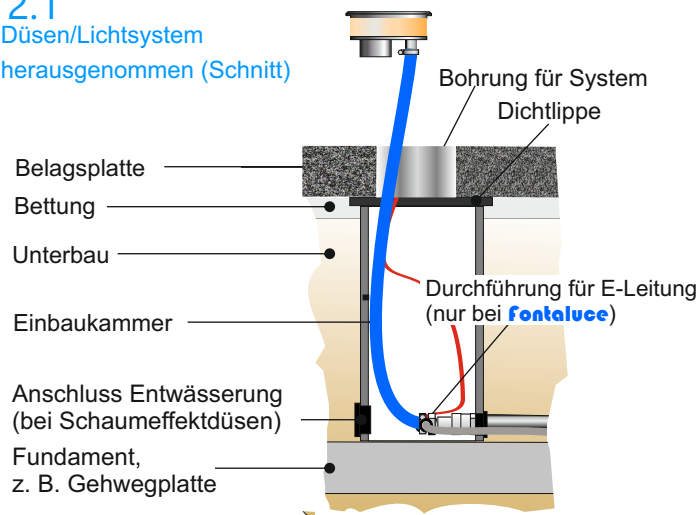 2.1
Düsen/Lichtsystem
herausgenommen (Schnitt)
Bohrung für System
Dichtlippe
Belagsplatte
Bettung
Unterbau
Durchführung für E-Leitung
(nur bei Fontaluce)
Einbaukammer
Anschluss Entwässerung
(bei Schaumeffektdüsen)
Fundament,
z. B. Gehwegplatte